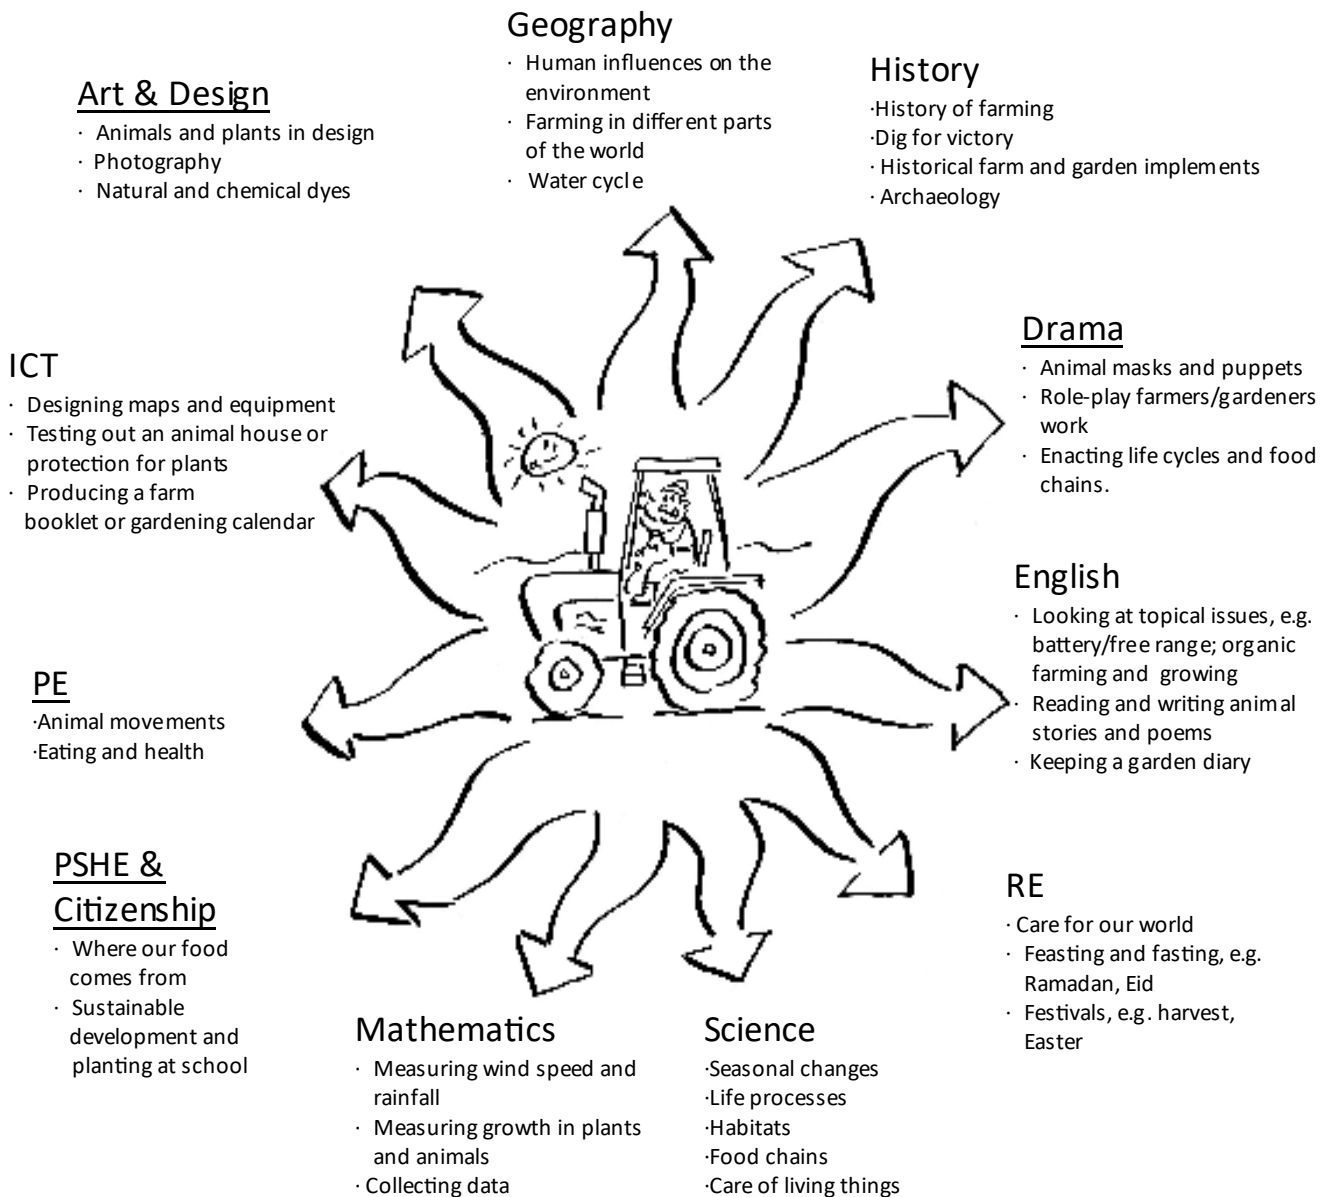 Geography
· Human influences on the
environment
· Farming in different parts
of the world
· Water cycle
History
·History of farming
·Dig for victory
· Historical farm and garden implements
· Archaeology
Art & Design
· Animals and plants in design
· Photography
· Natural and chemical dyes
Drama
· Animal masks and puppets
· Role-play farmers/gardeners
work
· Enacting life cycles and food
chains.
ICT
· Designing maps and equipment
· Testing out an animal house or
protection for plants
· Producing a farm
booklet or gardening calendar
English
· Looking at topical issues, e.g.
battery/free range; organic
farming and growing
· Reading and writing animal
stories and poems
· Keeping a garden diary
PE
·Animal movements
·Eating and health
PSHE &
Citizenship
· Where our food
comes from
· Sustainable
development and
planting at school
RE
· Care for our world
· Feasting and fasting, e.g.
Ramadan, Eid
· Festivals, e.g. harvest,
Easter
Mathematics
· Measuring wind speed and
rainfall
· Measuring growth in plants
and animals
· Collecting data
Science
·Seasonal changes
·Life processes
·Habitats
·Food chains
·Care of living things